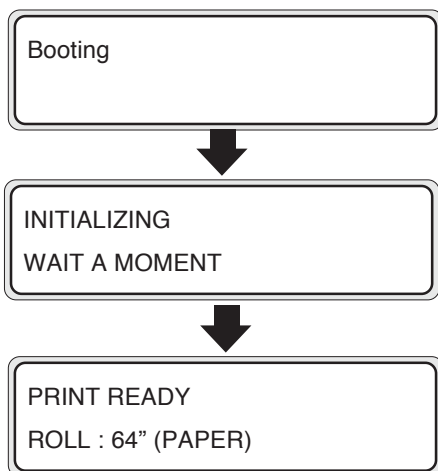 Booting
INITIALIZING
WAIT A MOMENT
PRINT READY
ROLL : 64” (PAPER)